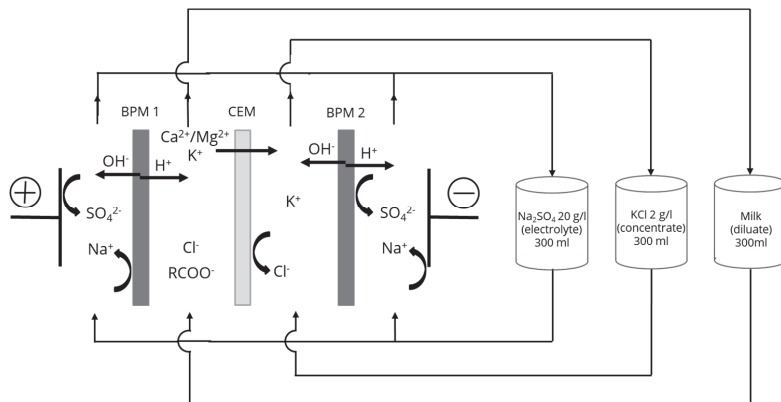 BPM 1
CEM
BPM 2
Ca²⁺/Mg²⁺
K⁺
OH⁻
H⁺
OH⁻
H⁺
+
SO₄²⁻
K⁺
SO₄²⁻
−
Na⁺
Cl⁻
RCOO⁻
Cl⁻
Na⁺
Na₂SO₄ 20 g/l
(electrolyte)
300 ml
KCl 2 g/l
(concentrate)
300 ml
Milk
(diluate)
300ml